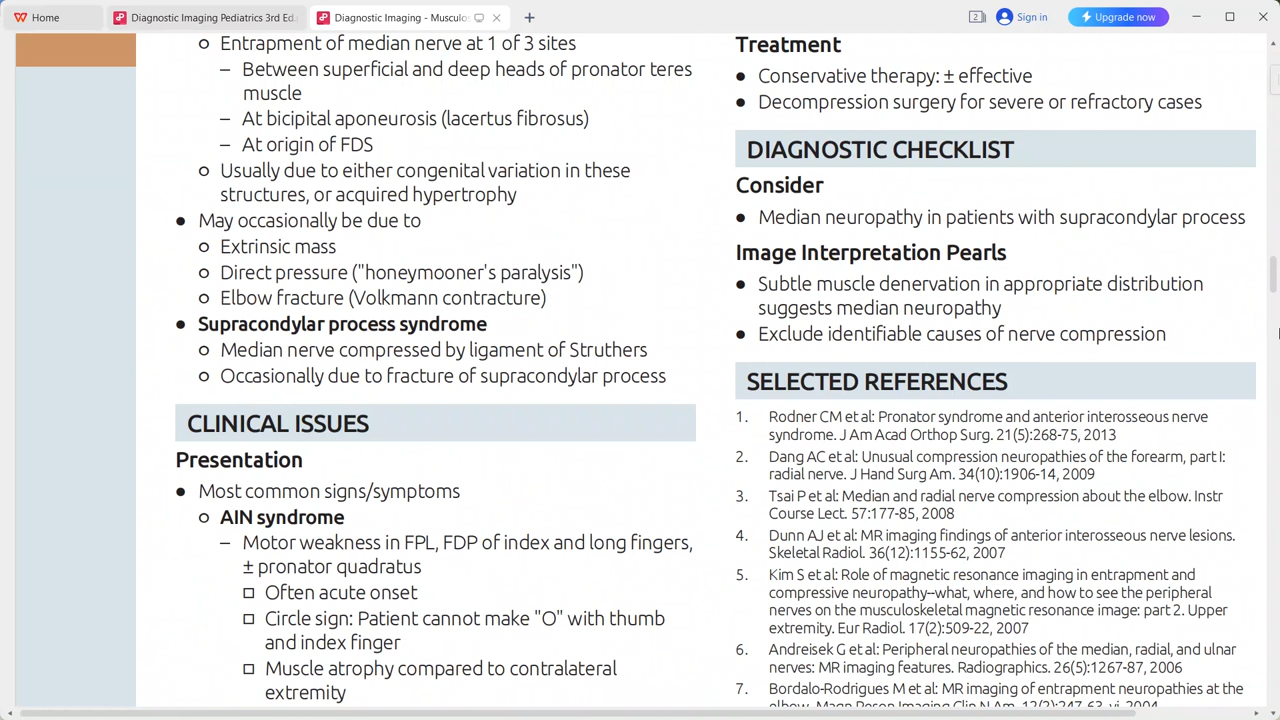 Home
Diagnostic Imaging Pediatrics 3rd Ed.
Diagnostic Imaging - Musculos
2
Sign in
Upgrade now
o Entrapment of median nerve at 1 of 3 sites
– Between superficial and deep heads of pronator teres
muscle
– At bicipital aponeurosis (lacertus fibrosus)
– At origin of FDS
o Usually due to either congenital variation in these
structures, or acquired hypertrophy
● May occasionally be due to
o Extrinsic mass
o Direct pressure ("honeymooner's paralysis")
o Elbow fracture (Volkmann contracture)
● Supracondylar process syndrome
o Median nerve compressed by ligament of Struthers
o Occasionally due to fracture of supracondylar process
CLINICAL ISSUES
Presentation
● Most common signs/symptoms
o AIN syndrome
– Motor weakness in FPL, FDP of index and long fingers,
± pronator quadratus
□ Often acute onset
□ Circle sign: Patient cannot make "O" with thumb
and index finger
□ Muscle atrophy compared to contralateral
extremity
Treatment
● Conservative therapy: ± effective
● Decompression surgery for severe or refractory cases
DIAGNOSTIC CHECKLIST
Consider
● Median neuropathy in patients with supracondylar process
Image Interpretation Pearls
● Subtle muscle denervation in appropriate distribution
suggests median neuropathy
● Exclude identifiable causes of nerve compression
SELECTED REFERENCES
1. Rodner CM et al: Pronator syndrome and anterior interosseous nerve
syndrome. J Am Acad Orthop Surg. 21(5):268-75, 2013
2. Dang AC et al: Unusual compression neuropathies of the forearm, part I:
radial nerve. J Hand Surg Am. 34(10):1906-14, 2009
3. Tsai P et al: Median and radial nerve compression about the elbow. Instr
Course Lect. 57:177-85, 2008
4. Dunn AJ et al: MR imaging findings of anterior interosseous nerve lesions.
Skeletal Radiol. 36(12):1155-62, 2007
5. Kim S et al: Role of magnetic resonance imaging in entrapment and
compressive neuropathy--what, where, and how to see the peripheral
nerves on the musculoskeletal magnetic resonance image: part 2. Upper
extremity. Eur Radiol. 17(2):509-22, 2007
6. Andreisek G et al: Peripheral neuropathies of the median, radial, and ulnar
nerves: MR imaging features. Radiographics. 26(5):1267-87, 2006
7. Bordalo-Rodrigues M et al: MR imaging of entrapment neuropathies at the
elbow. Magn Reson Imaging Clin N Am. 12(2):247-63, vi, 2004